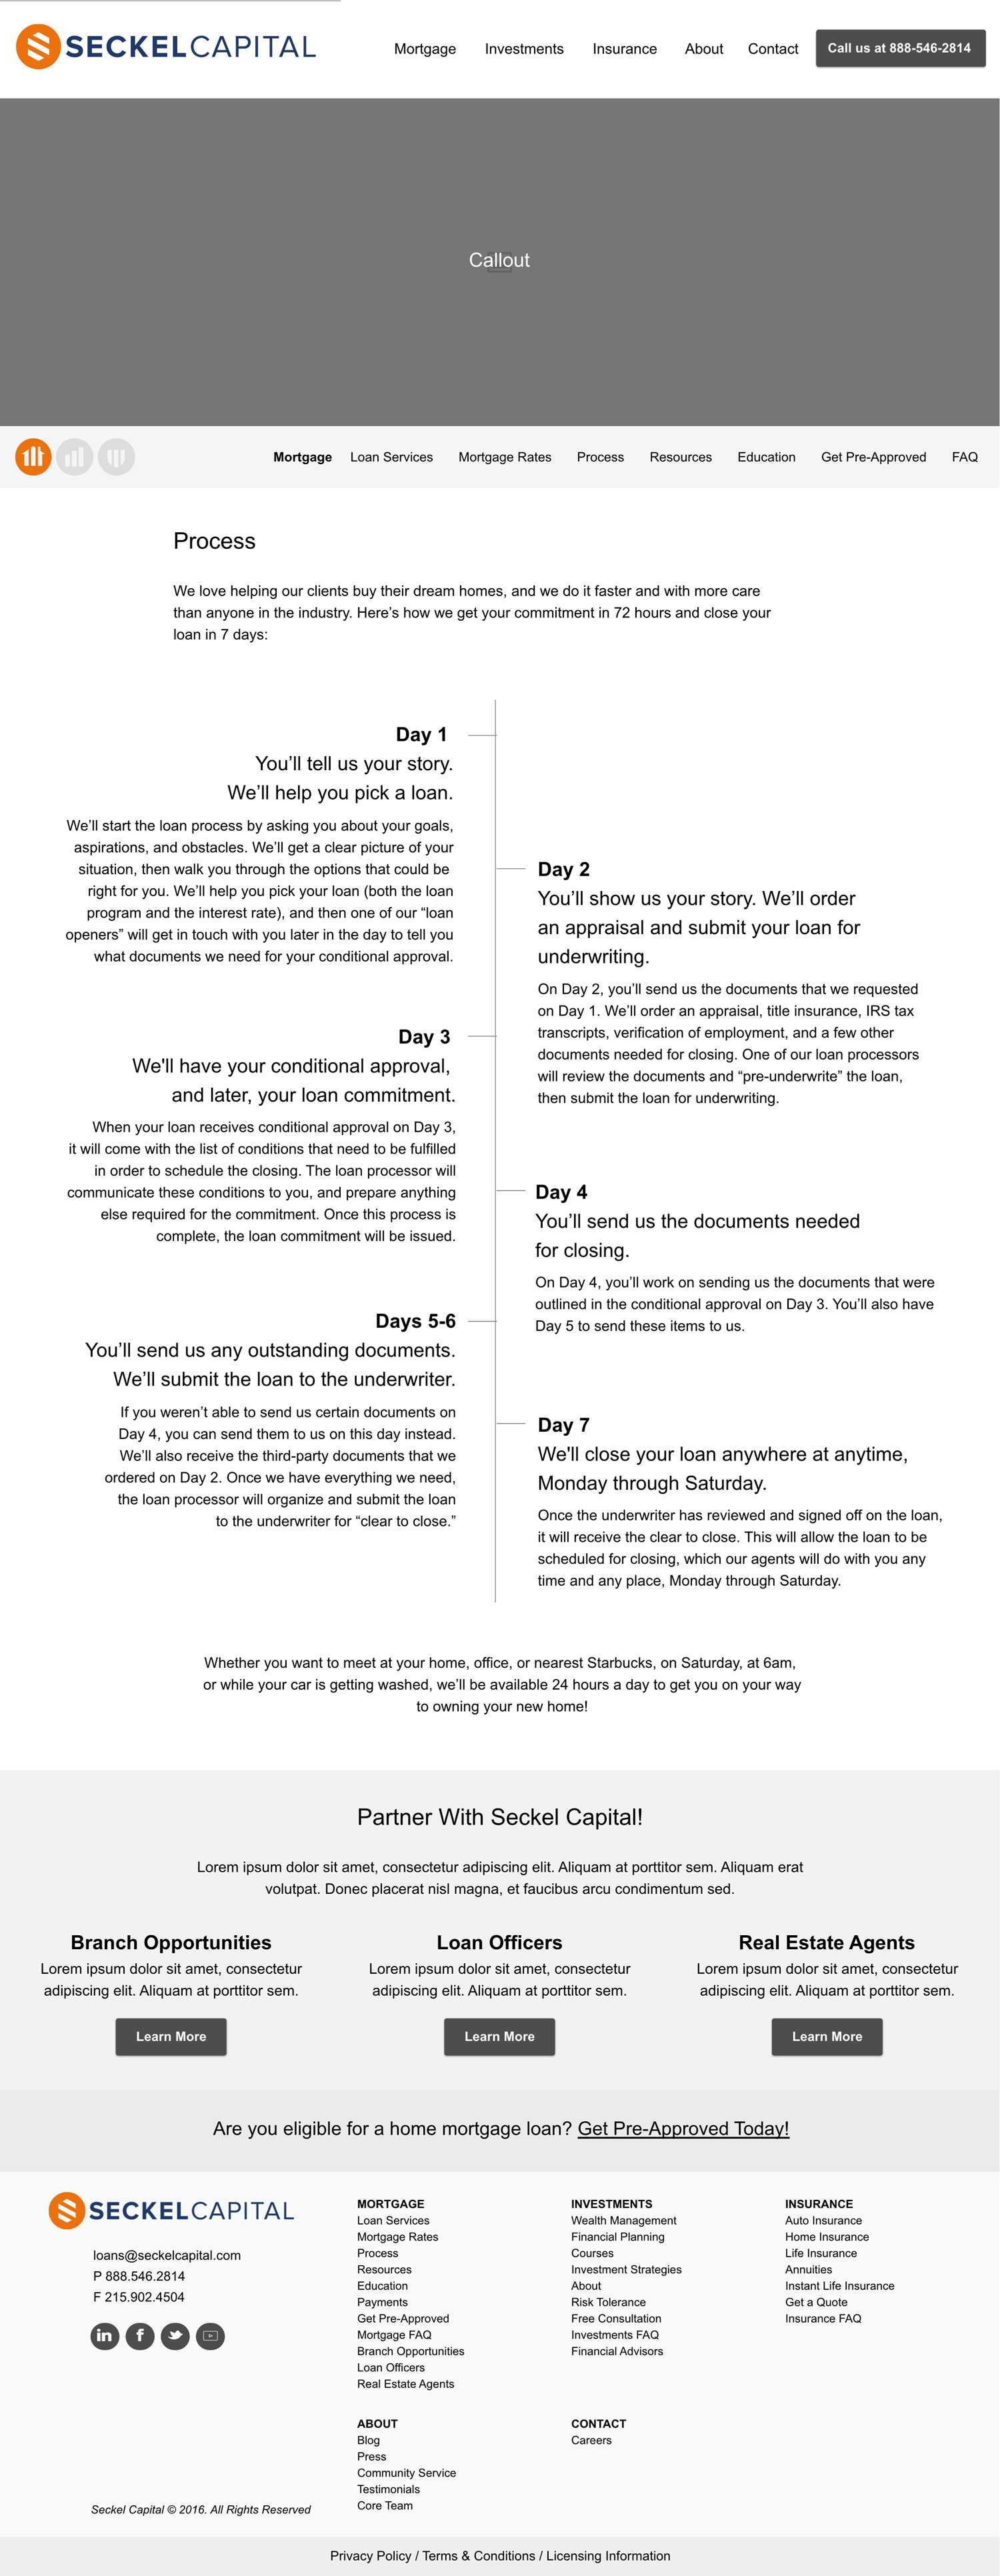 SECKELCAPITAL
Mortgage Investments Insurance About Contact Call us at 888-546-2814
Callout
Mortgage Loan Services Mortgage Rates Process Resources Education Get Pre-Approved FAQ
Process
We love helping our clients buy their dream homes, and we do it faster and with more care
than anyone in the industry. Here’s how we get your commitment in 72 hours and close your
loan in 7 days:
Day 1
You’ll tell us your story.
We’ll help you pick a loan.
We’ll start the loan process by asking you about your goals,
aspirations, and obstacles. We’ll get a clear picture of your
situation, then walk you through the options that could be
right for you. We’ll help you pick your loan (both the loan
program and the interest rate), and then one of our “loan
openers” will get in touch with you later in the day to tell you
what documents we need for your conditional approval.
Day 2
You’ll show us your story. We’ll order
an appraisal and submit your loan for
underwriting.
On Day 2, you’ll send us the documents that we requested
on Day 1. We’ll order an appraisal, title insurance, IRS tax
transcripts, verification of employment, and a few other
documents needed for closing. One of our loan processors
will review the documents and “pre-underwrite” the loan,
then submit the loan for underwriting.
Day 3
We'll have your conditional approval,
and later, your loan commitment.
When your loan receives conditional approval on Day 3,
it will come with the list of conditions that need to be fulfilled
in order to schedule the closing. The loan processor will
communicate these conditions to you, and prepare anything
else required for the commitment. Once this process is
complete, the loan commitment will be issued.
Day 4
You’ll send us the documents needed
for closing.
On Day 4, you’ll work on sending us the documents that were
outlined in the conditional approval on Day 3. You’ll also have
Day 5 to send these items to us.
Days 5-6
You’ll send us any outstanding documents.
We’ll submit the loan to the underwriter.
If you weren’t able to send us certain documents on
Day 4, you can send them to us on this day instead.
We’ll also receive the third-party documents that we
ordered on Day 2. Once we have everything we need,
the loan processor will organize and submit the loan
to the underwriter for “clear to close.”
Day 7
We'll close your loan anywhere at anytime,
Monday through Saturday.
Once the underwriter has reviewed and signed off on the loan,
it will receive the clear to close. This will allow the loan to be
scheduled for closing, which our agents will do with you any
time and any place, Monday through Saturday.
Whether you want to meet at your home, office, or nearest Starbucks, on Saturday, at 6am,
or while your car is getting washed, we’ll be available 24 hours a day to get you on your way
to owning your new home!
Partner With Seckel Capital!
Lorem ipsum dolor sit amet, consectetur adipiscing elit. Aliquam at porttitor sem. Aliquam erat
volutpat. Donec placerat nisl magna, et faucibus arcu condimentum sed.
Branch Opportunities
Lorem ipsum dolor sit amet, consectetur
adipiscing elit. Aliquam at porttitor sem.
Learn More
Loan Officers
Lorem ipsum dolor sit amet, consectetur
adipiscing elit. Aliquam at porttitor sem.
Learn More
Real Estate Agents
Lorem ipsum dolor sit amet, consectetur
adipiscing elit. Aliquam at porttitor sem.
Learn More
Are you eligible for a home mortgage loan? Get Pre-Approved Today!
SECKELCAPITAL
loans@seckelcapital.com
P 888.546.2814
F 215.902.4504
in f
Seckel Capital © 2016. All Rights Reserved
MORTGAGE
Loan Services
Mortgage Rates
Process
Resources
Education
Payments
Get Pre-Approved
Mortgage FAQ
Branch Opportunities
Loan Officers
Real Estate Agents
INVESTMENTS
Wealth Management
Financial Planning
Courses
Investment Strategies
About
Risk Tolerance
Free Consultation
Investments FAQ
Financial Advisors
INSURANCE
Auto Insurance
Home Insurance
Life Insurance
Annuities
Instant Life Insurance
Get a Quote
Insurance FAQ
ABOUT
Blog
Press
Community Service
Testimonials
Core Team
CONTACT
Careers
Privacy Policy / Terms & Conditions / Licensing Information